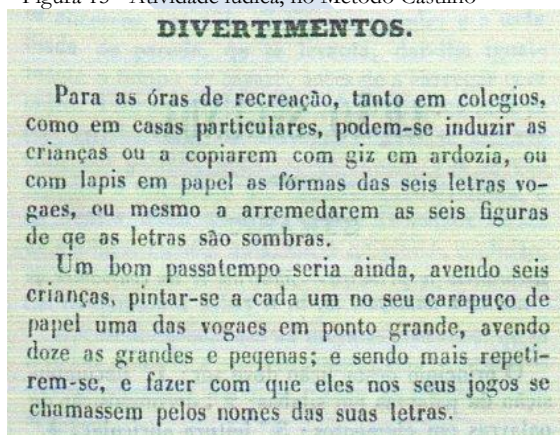 Figura 15 - Atividade lúdica, no Método Castilho
DIVERTIMENTOS.
Para as óras de recreação, tanto em colegios,
como em casas particulares, podem-se induzir as
crianças ou a copiarem com giz em ardozia, ou
com lapis em papel as fórmas das seis letras vo-
gaes, ou mesmo a arremedarem as seis figuras
de qe as letras são sombras.
Um bom passatempo seria ainda, avendo seis
crianças, pintar-se a cada um no seu carapuço de
papel uma das vogaes em ponto grande, avendo
doze as grandes e peqenas; e sendo mais repeti-
rem-se, e fazer com que eles nos seus jogos se
chamassem pelos nomes das suas letras.